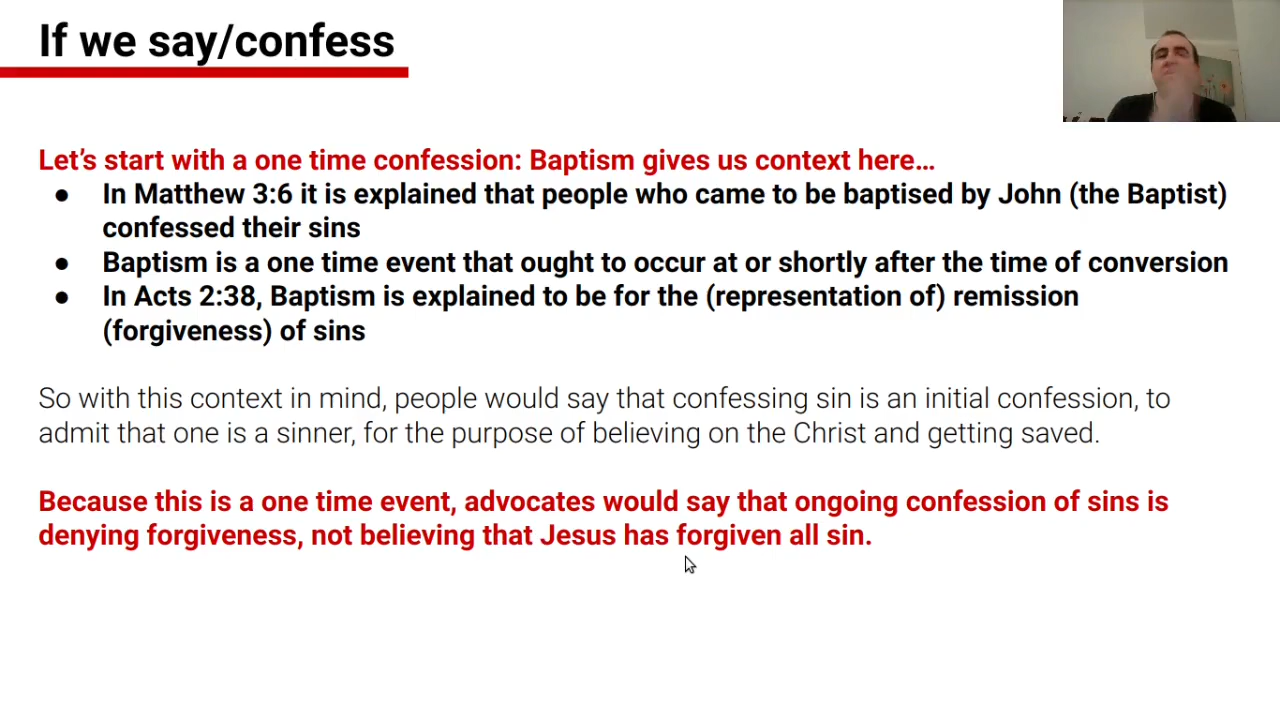 If we say/confess
Let’s start with a one time confession: Baptism gives us context here…
● In Matthew 3:6 it is explained that people who came to be baptised by John (the Baptist)
confessed their sins
● Baptism is a one time event that ought to occur at or shortly after the time of conversion
● In Acts 2:38, Baptism is explained to be for the (representation of) remission
(forgiveness) of sins
So with this context in mind, people would say that confessing sin is an initial confession, to
admit that one is a sinner, for the purpose of believing on the Christ and getting saved.
Because this is a one time event, advocates would say that ongoing confession of sins is
denying forgiveness, not believing that Jesus has forgiven all sin.